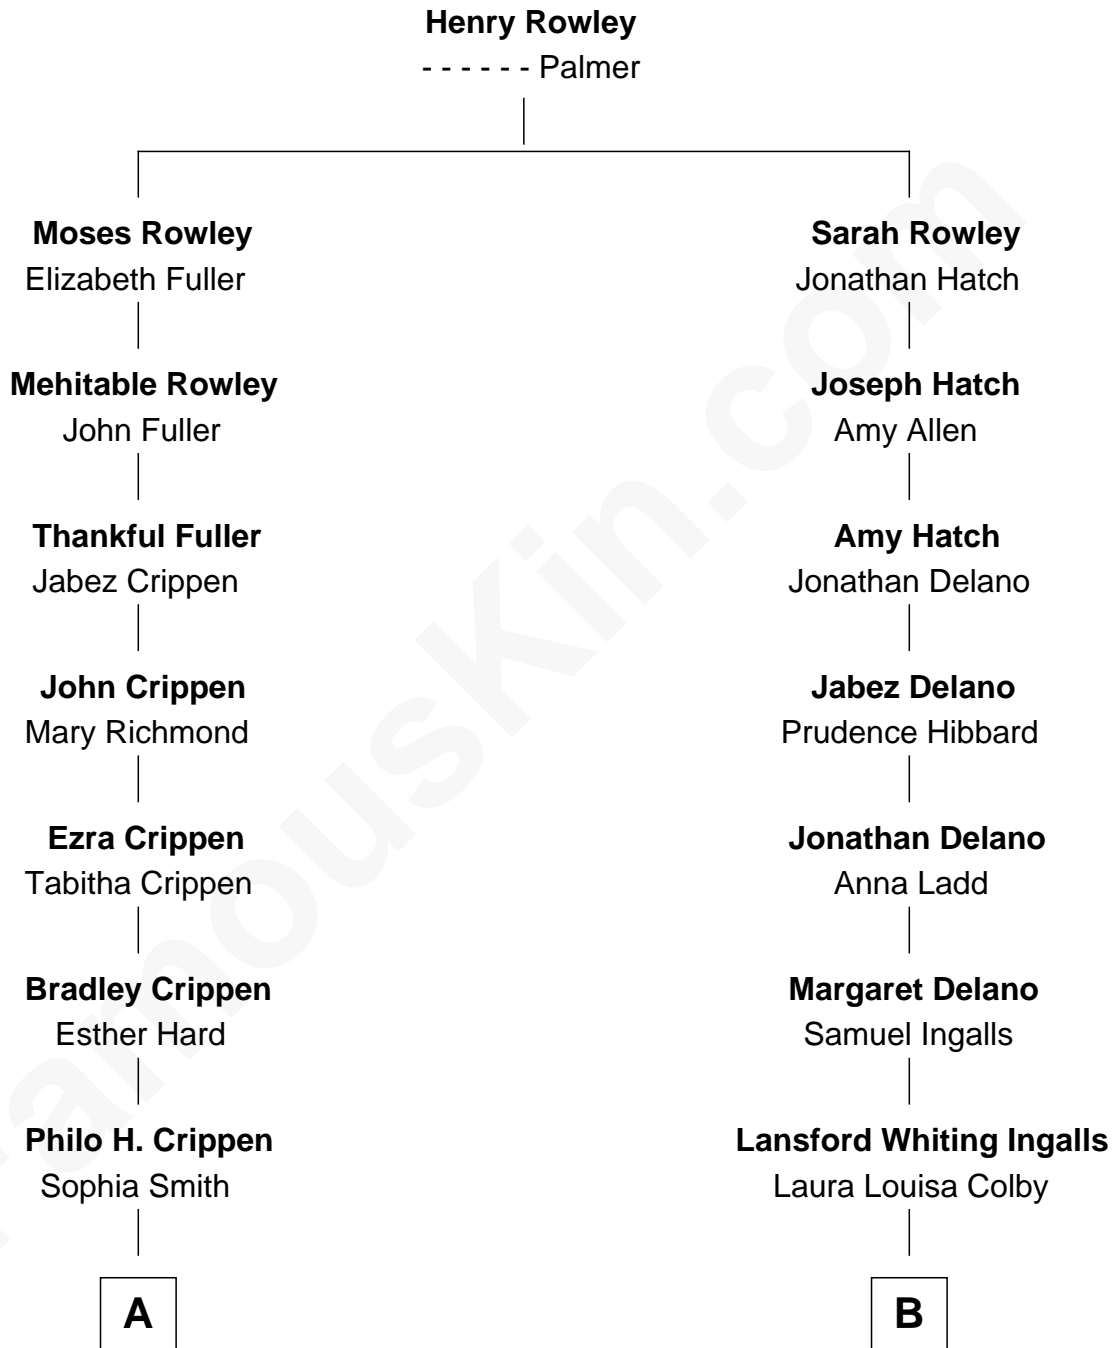 Henry Rowley
- - - - - - Palmer
Moses Rowley
Elizabeth Fuller
Sarah Rowley
Jonathan Hatch
Mehitable Rowley
John Fuller
Joseph Hatch
Amy Allen
Thankful Fuller
Jabez Crippen
Amy Hatch
Jonathan Delano
John Crippen
Mary Richmond
Jabez Delano
Prudence Hibbard
Ezra Crippen
Tabitha Crippen
Jonathan Delano
Anna Ladd
Bradley Crippen
Esther Hard
Margaret Delano
Samuel Ingalls
Philo H. Crippen
Sophia Smith
Lansford Whiting Ingalls
Laura Louisa Colby
A
B
FamousKin.com